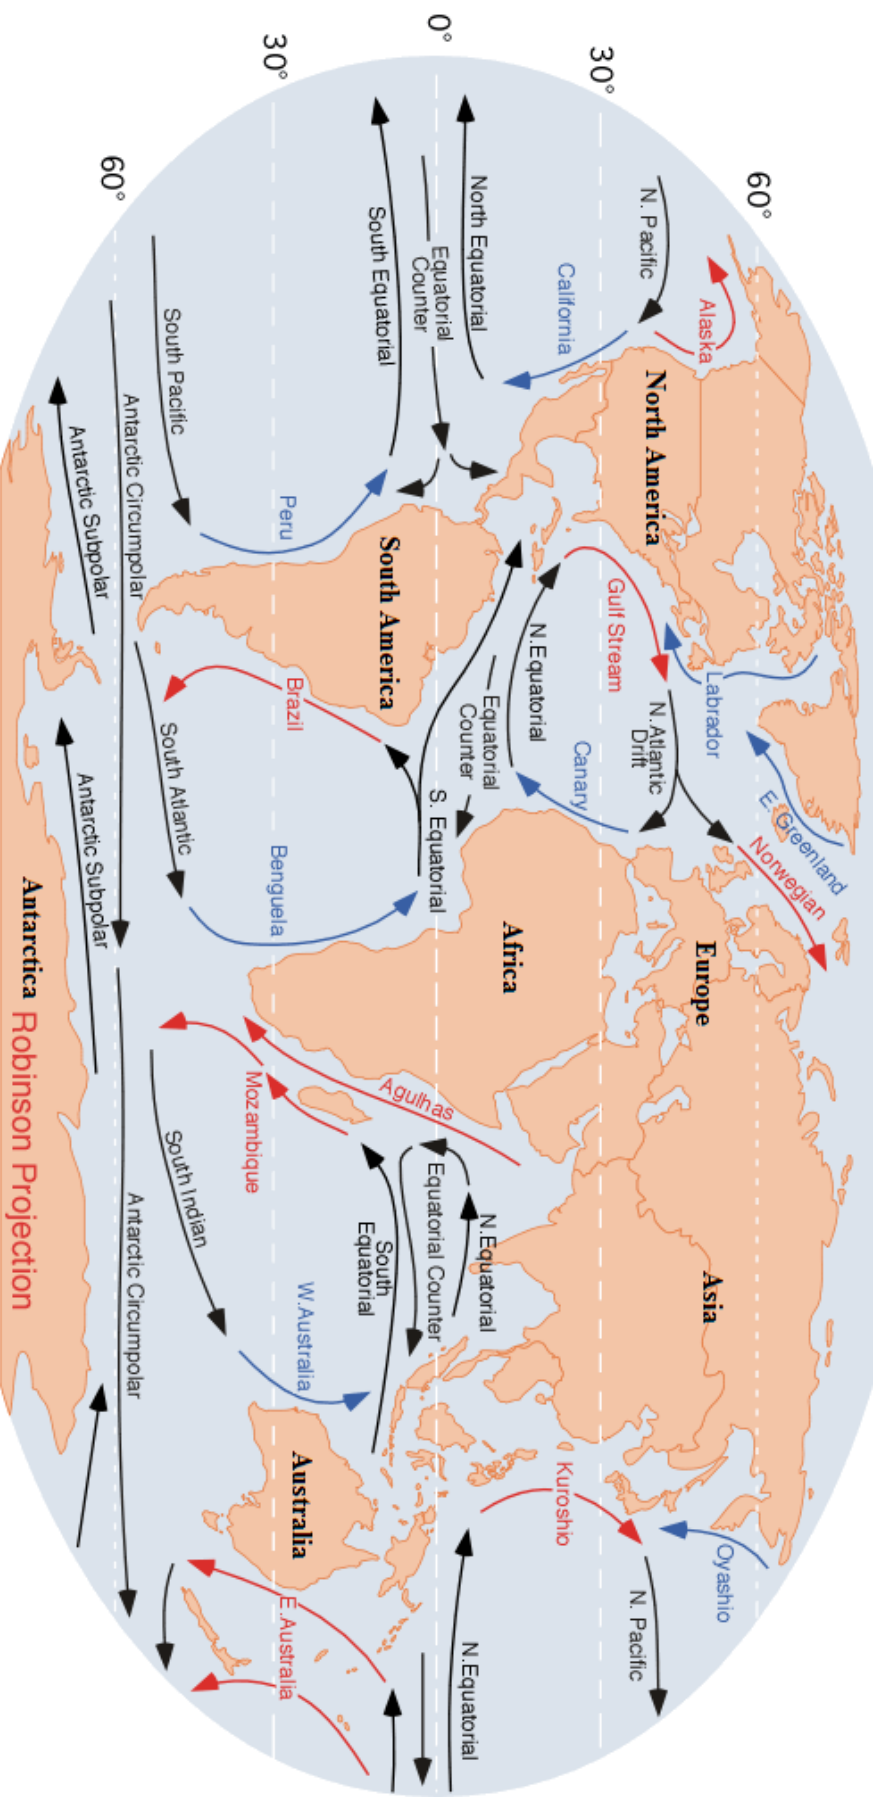 60°
30°
0°
30°
60°
Alaska
N. Pacific
California
North Equatorial
Equatorial
Counter
South Equatorial
South Pacific
Antarctic Circumpolar
Antarctic Subpolar
Peru
North America
South America
Labrador
E. Greenland
Norwegian
Gulf Stream
N. Atlantic
Drift
N.Equatorial
Canary
Equatorial
Counter
S. Equatorial
Brazil
South Atlantic
Benguela
Antarctic Subpolar
Europe
Africa
Asia
Agulhas
Mozambique
N.Equatorial
Equatorial Counter
South
Equatorial
South Indian
W.Australia
Antarctic Circumpolar
Australia
Kuroshio
Oyashio
N. Pacific
N.Equatorial
E.Australia
Antarctica
Robinson Projection